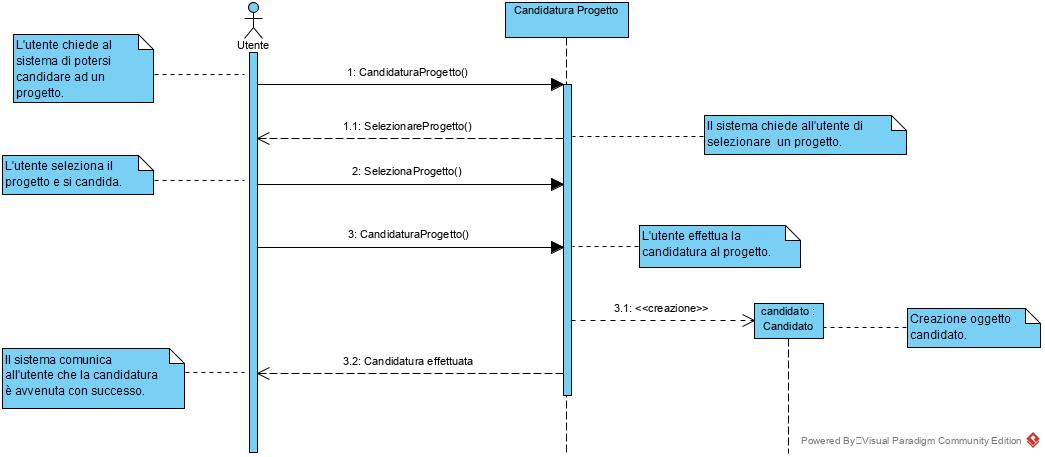 Candidatura Progetto
Utente
L'utente chiede al
sistema di potersi
candidare ad un
progetto.
1: CandidaturaProgetto()
1.1: SelezionareProgetto()
Il sistema chiede all'utente di
selezionare un progetto.
L'utente seleziona il
progetto e si candida.
2: SelezionaProgetto()
3: CandidaturaProgetto()
L'utente effettua la
candidatura al progetto.
3.1: <<creazione>>
candidato :
Candidato
Creazione oggetto
candidato.
Il sistema comunica
all'utente che la candidatura
è avvenuta con successo.
3.2: Candidatura effettuata
Powered By Visual Paradigm Community Edition